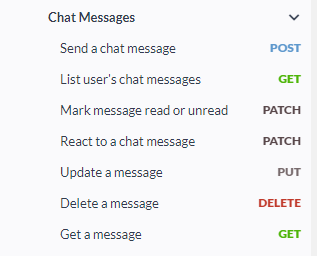 Chat Messages
Send a chat message POST
List user's chat messages GET
Mark message read or unread PATCH
React to a chat message PATCH
Update a message PUT
Delete a message DELETE
Get a message GET